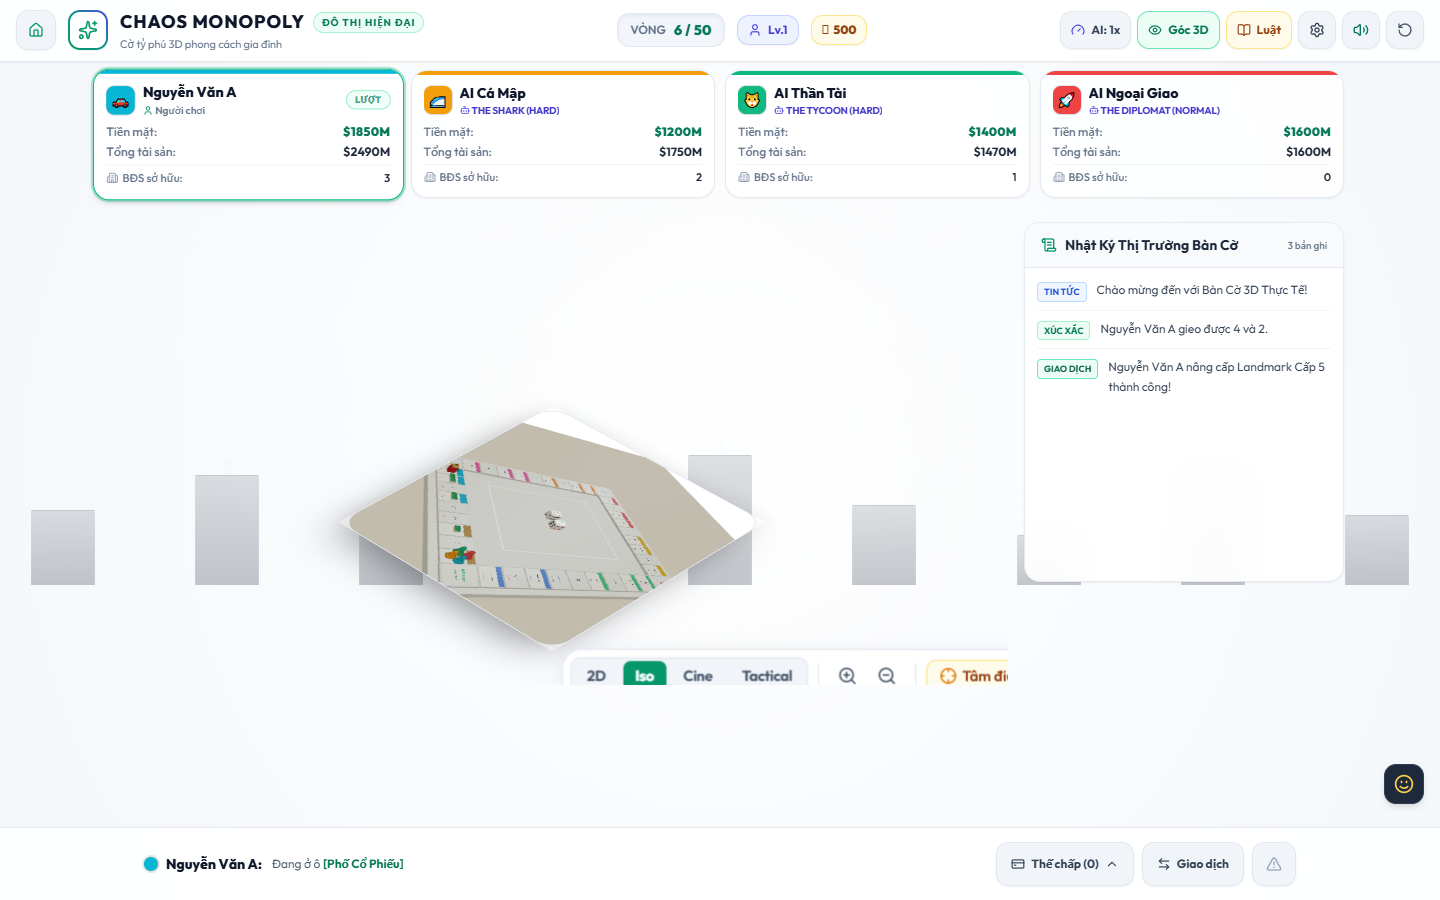 CHAOS MONOPOLY
ĐÔ THỊ HIỆN ĐẠI
Cờ tỷ phú 3D phong cách gia đình
VÒNG 6 / 50
Lv.1
500
AI: 1x
Góc 3D
Luật
Nguyễn Văn A
Người chơi
LƯỢT
Tiền mặt: $1850M
Tổng tài sản: $2490M
BĐS sở hữu: 3
AI Cá Mập
THE SHARK (HARD)
Tiền mặt: $1200M
Tổng tài sản: $1750M
BĐS sở hữu: 2
AI Thần Tài
THE TYCOON (HARD)
Tiền mặt: $1400M
Tổng tài sản: $1470M
BĐS sở hữu: 1
AI Ngoại Giao
THE DIPLOMAT (NORMAL)
Tiền mặt: $1600M
Tổng tài sản: $1600M
BĐS sở hữu: 0
Nhật Ký Thị Trường Bàn Cờ
3 bản ghi
TIN TỨC Chào mừng đến với Bàn Cờ 3D Thực Tế!
XÚC XẮC Nguyễn Văn A gieo được 4 và 2.
GIAO DỊCH Nguyễn Văn A nâng cấp Landmark Cấp 5
thành công!
2D
Iso
Cine
Tactical
Tâm
Nguyễn Văn A: Đang ở ô [Phố Cổ Phiếu]
Thế chấp (0)
Giao dịch